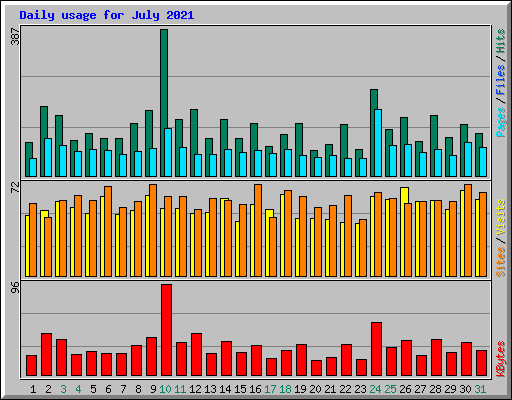 Daily usage for July 2021
387
72
96
Pages / Files / Hits
Sites / Visits
KBytes
1 2 3 4 5 6 7 8 9 10 11 12 13 14 15 16 17 18 19 20 21 22 23 24 25 26 27 28 29 30 31